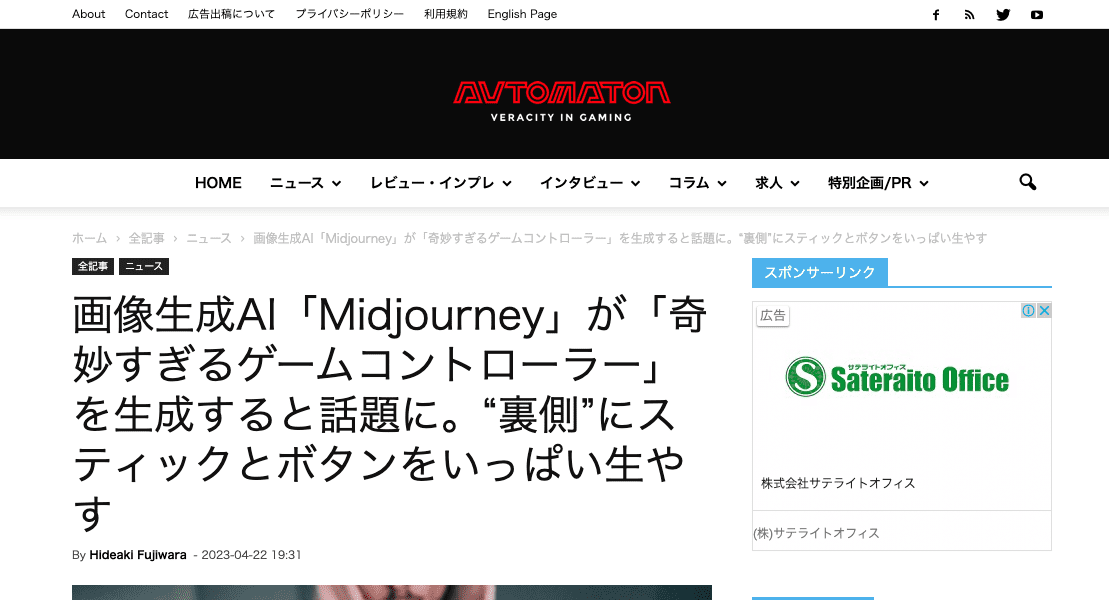 About Contact 広告出稿について プライバシーポリシー 利用規約 English Page
AVTOMATON
VERACITY IN GAMING
HOME ニュース レビュー・インプレ インタビュー コラム 求人 特別企画/PR
ホーム › 全記事 › ニュース › 画像生成AI「Midjourney」が「奇妙すぎるゲームコントローラー」を生成すると話題に。“裏側”にスティックとボタンをいっぱい生やす
全記事 ニュース
画像生成AI「Midjourney」が「奇
妙すぎるゲームコントローラー」
を生成すると話題に。“裏側”にス
ティックとボタンをいっぱい生や
す
By Hideaki Fujiwara - 2023-04-22 19:31
スポンサーリンク
広告
サテライトオフィス
Sateraito Office
株式会社サテライトオフィス
(株)サテライトオフィス